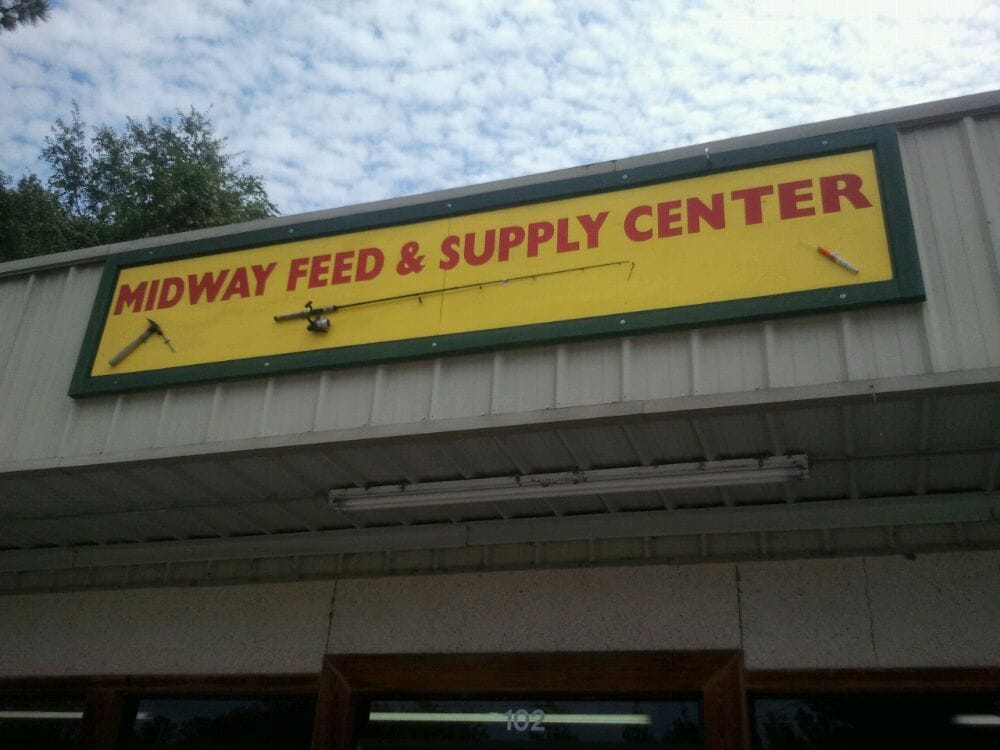 MIDWAY FEED & SUPPLY CENTER
102